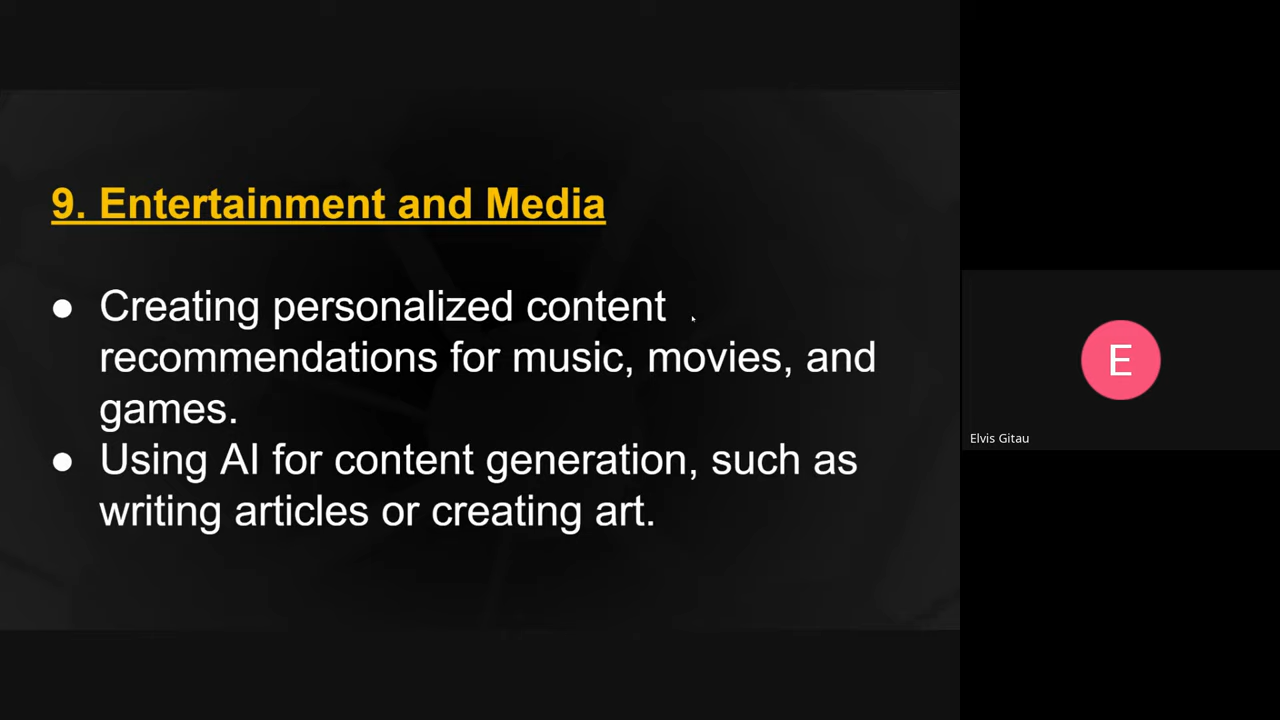 9. Entertainment and Media
● Creating personalized content
recommendations for music, movies, and
games.
● Using AI for content generation, such as
writing articles or creating art.
E
Elvis Gitau